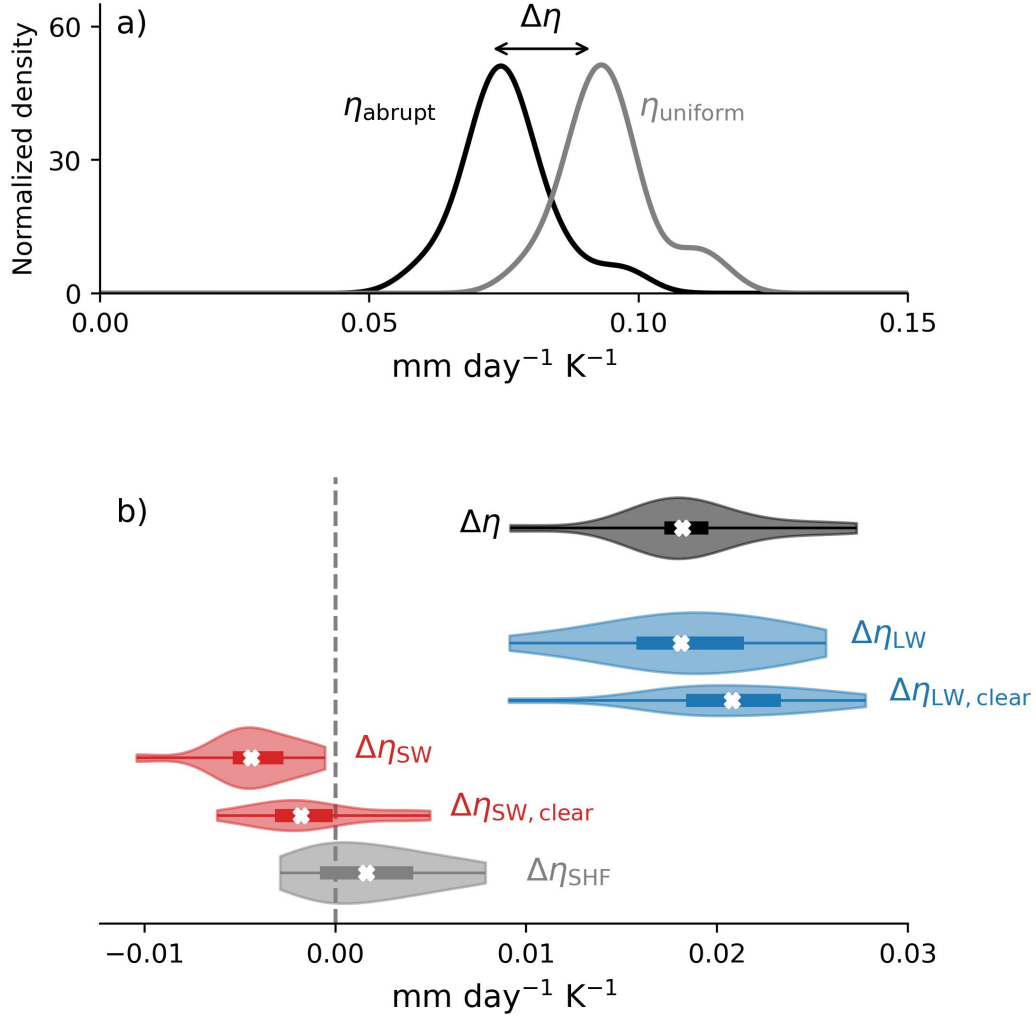 a)
Δη
60
30
0
Normalized density
η_abrupt
η_uniform
0.00 0.05 0.10 0.15
mm day⁻¹ K⁻¹
b)
Δη
Δη_LW
Δη_LW, clear
Δη_SW
Δη_SW, clear
Δη_SHF
−0.01 0.00 0.01 0.02 0.03
mm day⁻¹ K⁻¹